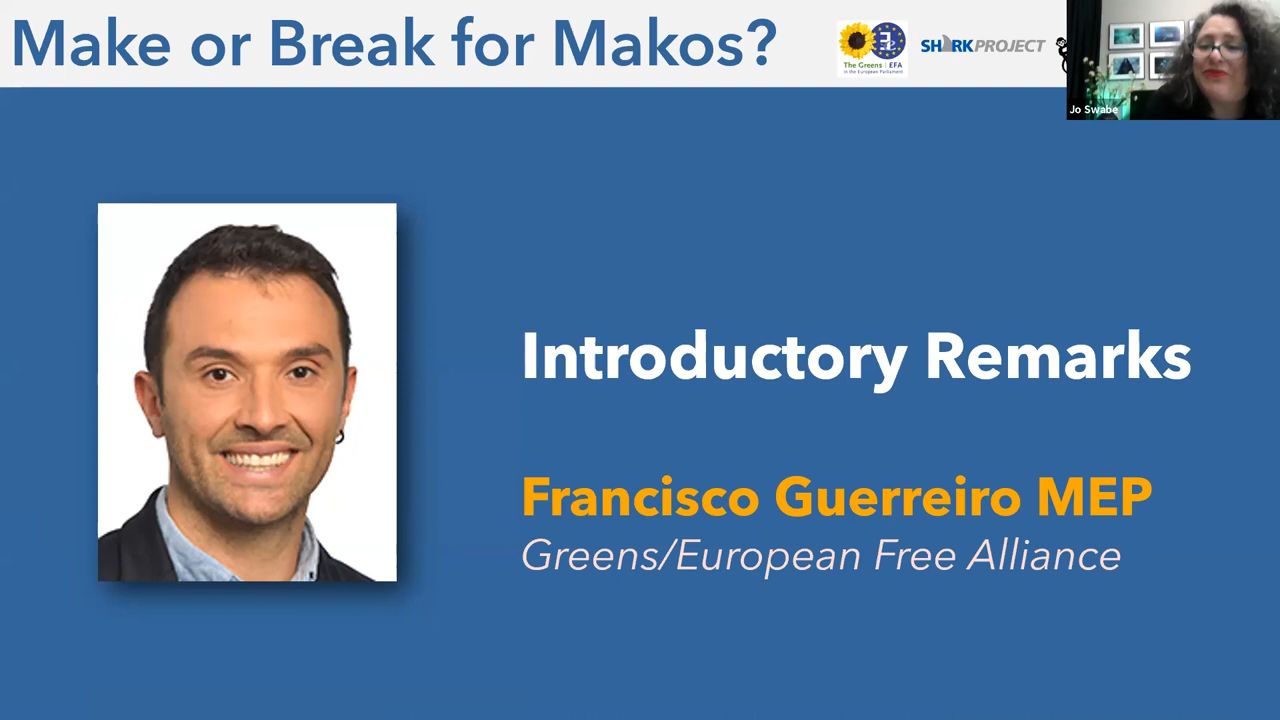 Make or Break for Makos?
The Greens | EFA
in the European Parliament
SHARKPROJECT
Jo Swabe
Introductory Remarks
Francisco Guerreiro MEP
Greens/European Free Alliance